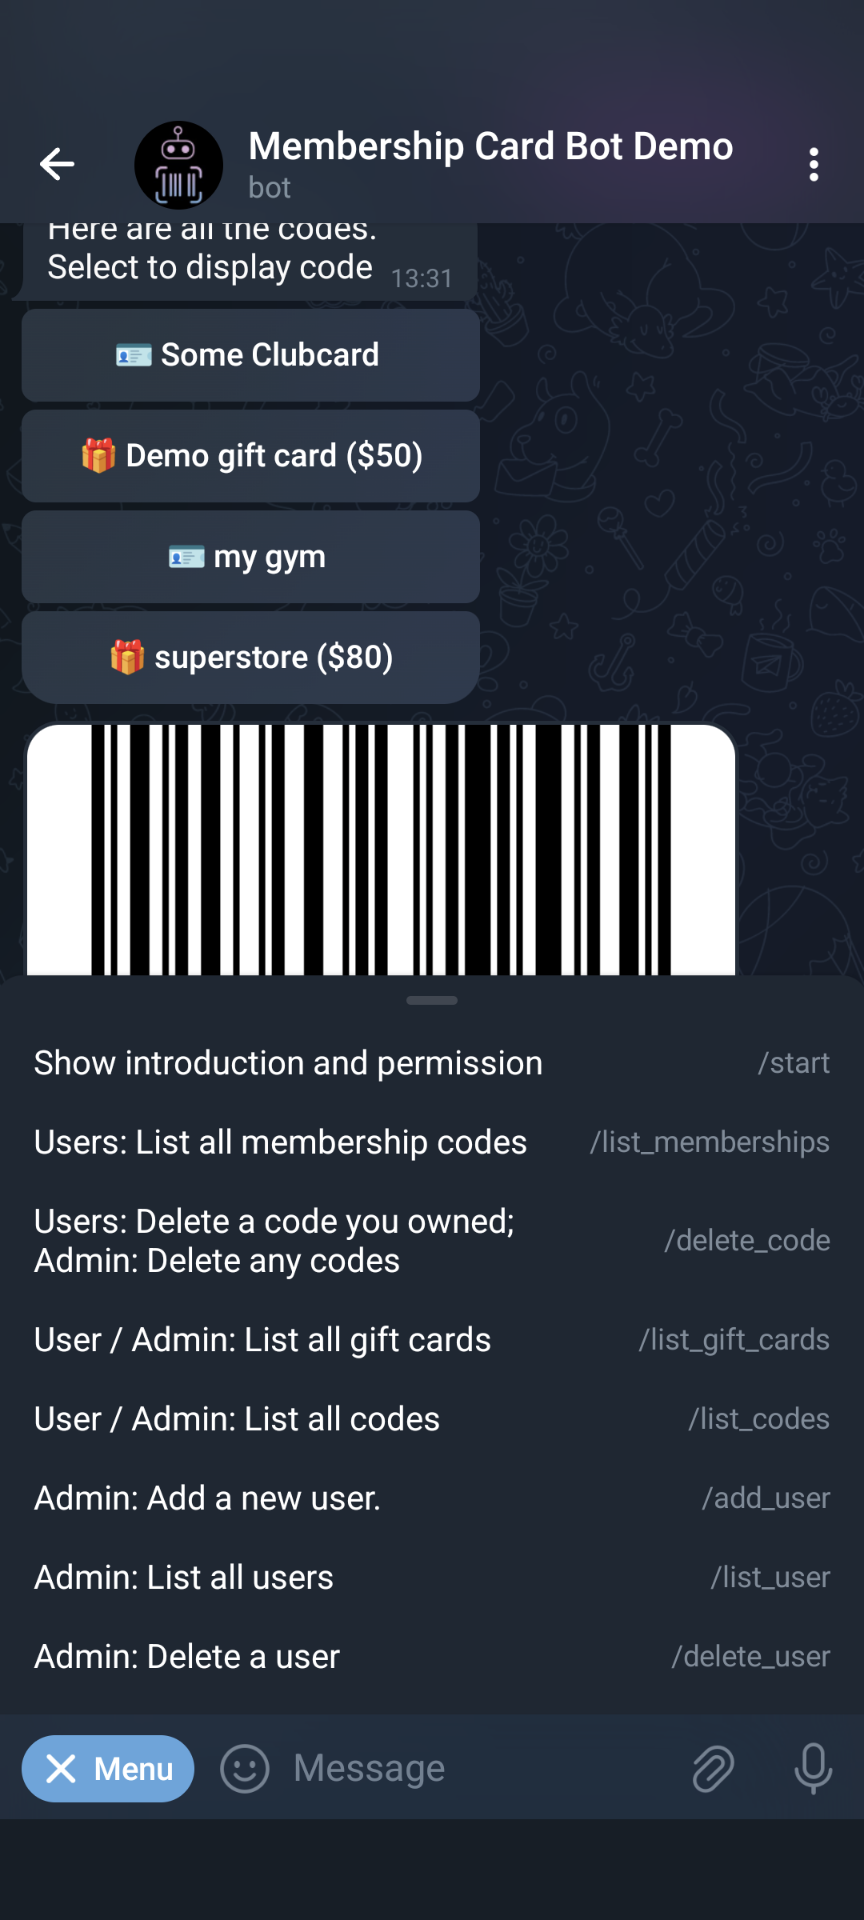 Membership Card Bot Demo
bot
Here are all the codes.
Select to display code 13:31
Some Clubcard
Demo gift card ($50)
my gym
superstore ($80)
Show introduction and permission /start
Users: List all membership codes /list_memberships
Users: Delete a code you owned;
Admin: Delete any codes /delete_code
User / Admin: List all gift cards /list_gift_cards
User / Admin: List all codes /list_codes
Admin: Add a new user. /add_user
Admin: List all users /list_user
Admin: Delete a user /delete_user
Menu Message